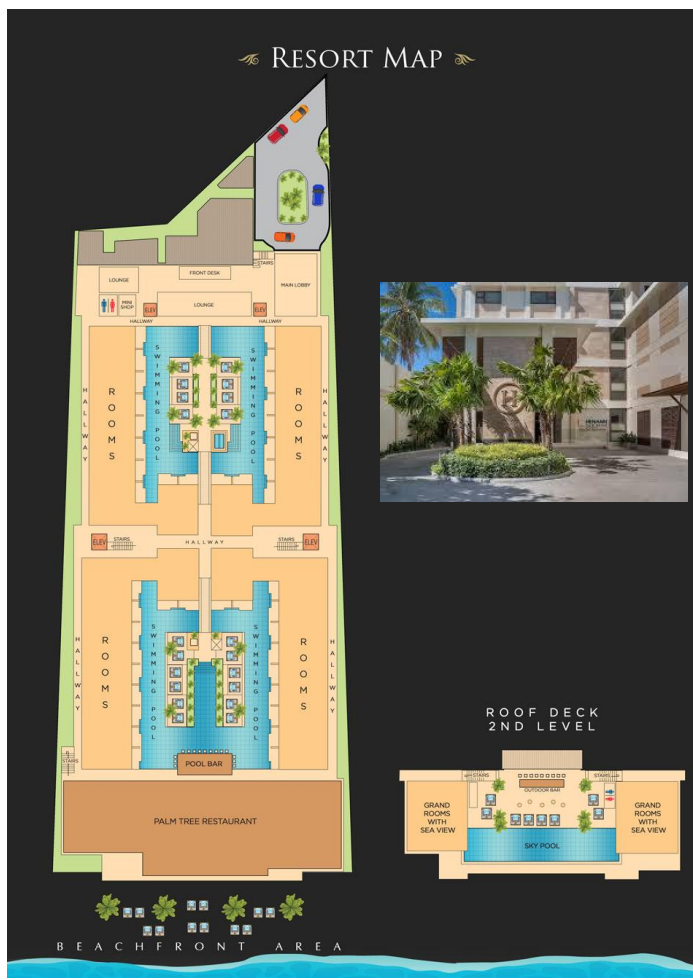 RESORT MAP
STAIRS
FRONT DESK
LOUNGE
MAIN LOBBY
MINI
SHOP
LOUNGE
ELEV
ELEV
HALLWAY
HALLWAY
HALLWAY
ROOMS
SWIMMING POOL
SWIMMING POOL
ROOMS
HALLWAY
ELEV
STAIRS
HALLWAY
STAIRS
ELEV
HALLWAY
ROOMS
SWIMMING POOL
SWIMMING POOL
ROOMS
HALLWAY
STAIRS
POOL BAR
PALM TREE RESTAURANT
BEACHFRONT AREA
H
HENANN
ROOF DECK
2ND LEVEL
STAIRS
STAIRS
OUTDOOR BAR
GRAND
ROOMS
WITH
SEA VIEW
GRAND
ROOMS
WITH
SEA VIEW
SKY POOL